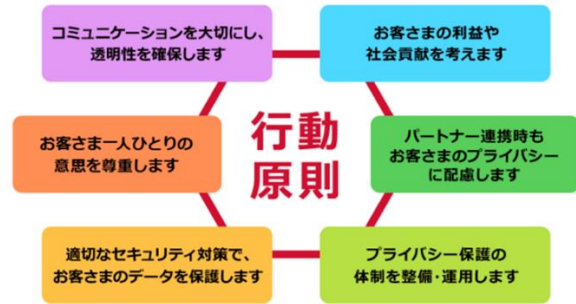 コミュニケーションを大切にし、
透明性を確保します
お客さまの利益や
社会貢献を考えます
お客さま一人ひとりの
意思を尊重します
行動
原則
パートナー連携時も
お客さまのプライバシー
に配慮します
適切なセキュリティ対策で、
お客さまのデータを保護します
プライバシー保護の
体制を整備・運用します